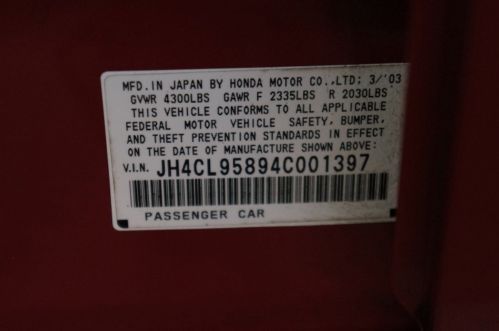 MFD. IN JAPAN BY HONDA MOTOR CO., LTD: 3/'03
GVWR 4300LBS GAWR F 2335LBS R 2030LBS
THIS VEHICLE CONFORMS TO ALL APPLICABLE
FEDERAL MOTOR VEHICLE SAFETY, BUMPER,
AND THEFT PREVENTION STANDARDS IN EFFECT
ON THE DATE OF MANUFACTURE SHOWN ABOVE:
V.I.N. JH4CL95894C001397
PASSENGER CAR